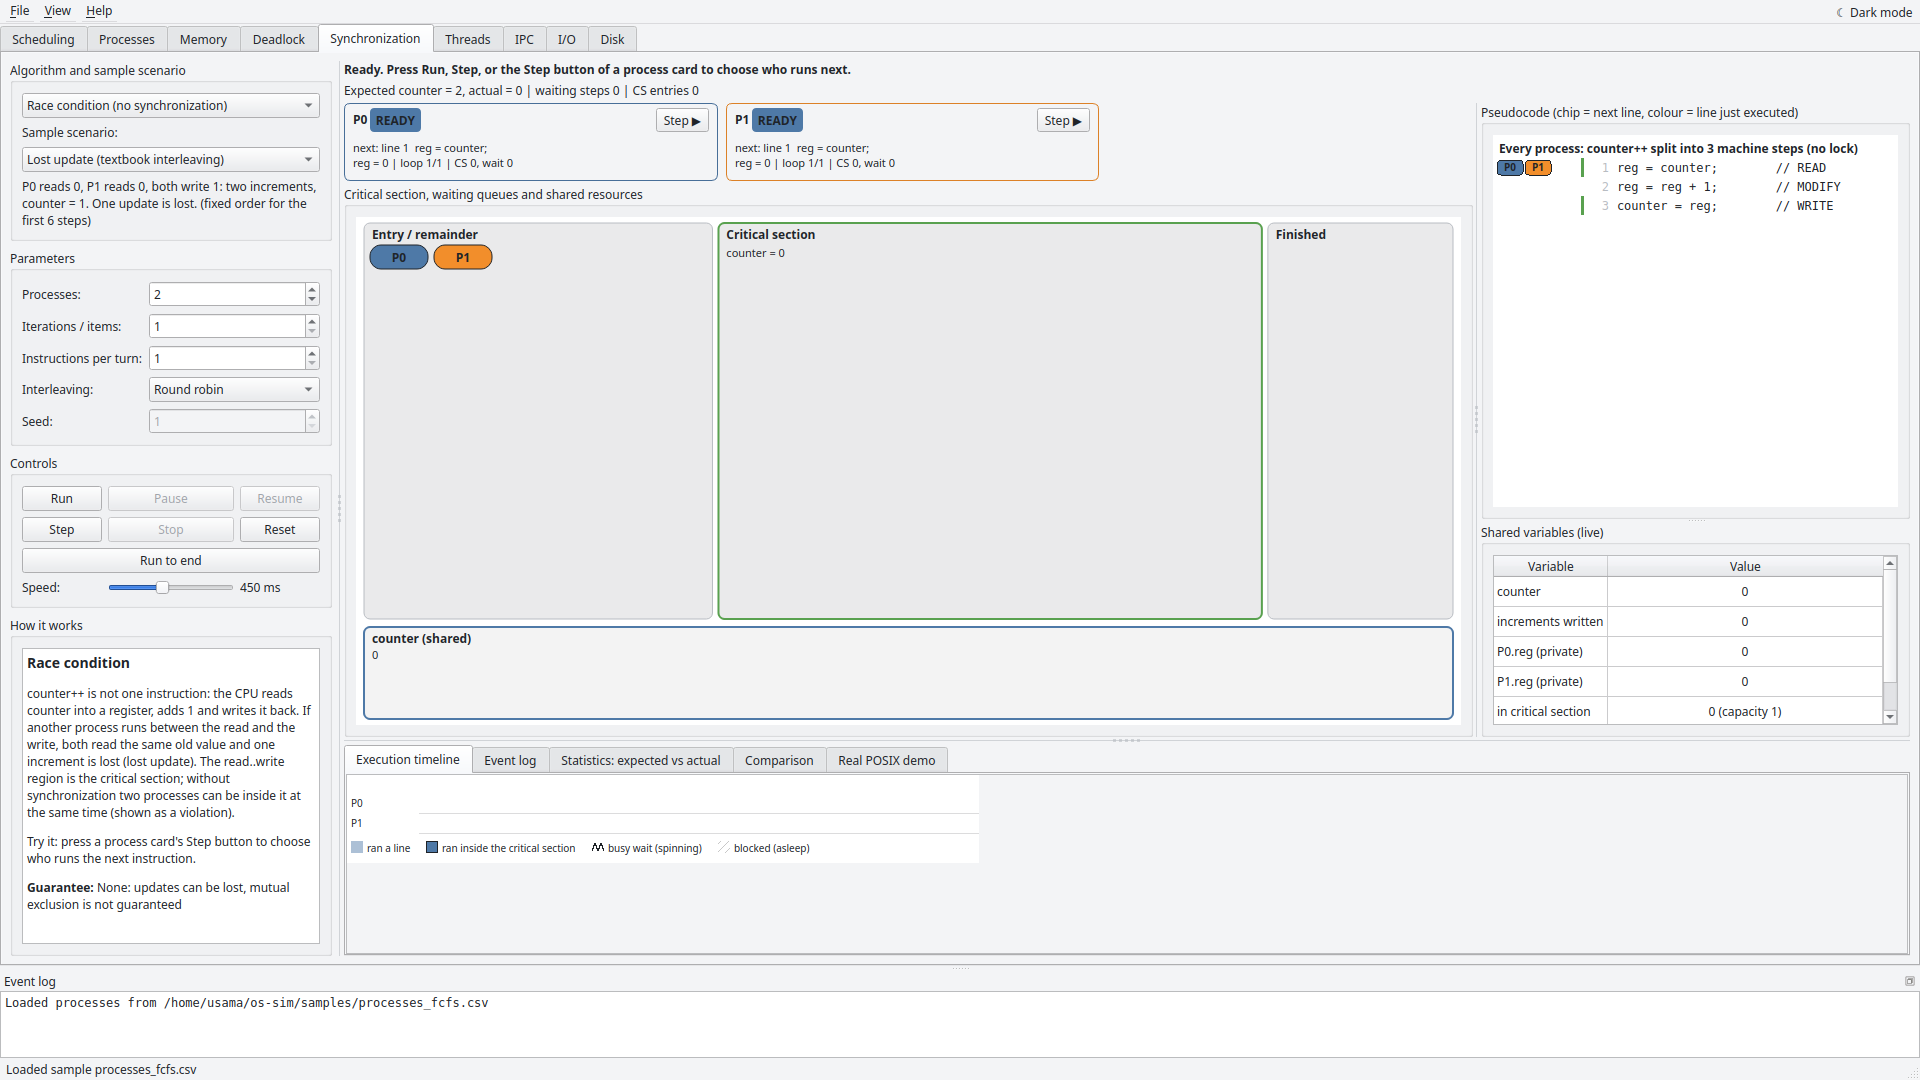 File View Help
Dark mode
Scheduling Processes Memory Deadlock Synchronization Threads IPC I/O Disk
Algorithm and sample scenario
Race condition (no synchronization)
Sample scenario:
Lost update (textbook interleaving)
P0 reads 0, P1 reads 0, both write 1: two increments,
counter = 1. One update is lost. (fixed order for the
first 6 steps)
Parameters
Processes: 2
Iterations / items: 1
Instructions per turn: 1
Interleaving: Round robin
Seed: 1
Controls
Run Pause Resume
Step Stop Reset
Run to end
Speed: 450 ms
How it works
Race condition
counter++ is not one instruction: the CPU reads
counter into a register, adds 1 and writes it back. If
another process runs between the read and the
write, both read the same old value and one
increment is lost (lost update). The read..write
region is the critical section; without
synchronization two processes can be inside it at
the same time (shown as a violation).
Try it: press a process card's Step button to choose
who runs the next instruction.
Guarantee: None: updates can be lost, mutual
exclusion is not guaranteed
Ready. Press Run, Step, or the Step button of a process card to choose who runs next.
Expected counter = 2, actual = 0 | waiting steps 0 | CS entries 0
P0 READY Step ▶
next: line 1 reg = counter;
reg = 0 | loop 1/1 | CS 0, wait 0
P1 READY Step ▶
next: line 1 reg = counter;
reg = 0 | loop 1/1 | CS 0, wait 0
Critical section, waiting queues and shared resources
Entry / remainder
P0 P1
Critical section
counter = 0
Finished
counter (shared)
0
Pseudocode (chip = next line, colour = line just executed)
Every process: counter++ split into 3 machine steps (no lock)
P0 P1 1 reg = counter; // READ
2 reg = reg + 1; // MODIFY
3 counter = reg; // WRITE
Shared variables (live)
Variable Value
counter 0
increments written 0
P0.reg (private) 0
P1.reg (private) 0
in critical section 0 (capacity 1)
Execution timeline Event log Statistics: expected vs actual Comparison Real POSIX demo
P0
P1
ran a line ran inside the critical section busy wait (spinning) blocked (asleep)
Event log
Loaded processes from /home/usama/os-sim/samples/processes_fcfs.csv
Loaded sample processes_fcfs.csv